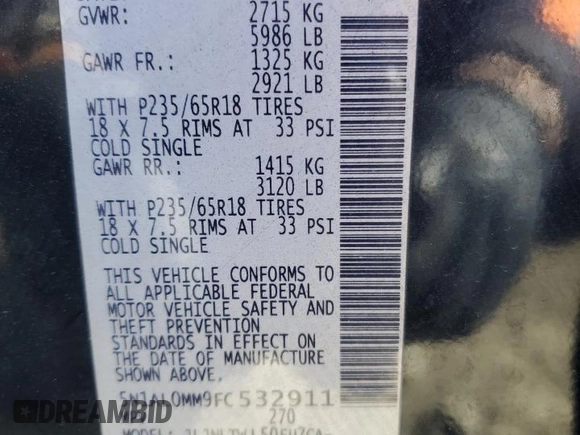 GVWR: 2715 KG
5986 LB
GAWR FR.: 1325 KG
2921 LB
WITH P235/65R18 TIRES
18 X 7.5 RIMS AT 33 PSI
COLD SINGLE
GAWR RR.: 1415 KG
3120 LB
WITH P235/65R18 TIRES
18 X 7.5 RIMS AT 33 PSI
COLD SINGLE
THIS VEHICLE CONFORMS TO
ALL APPLICABLE FEDERAL
MOTOR VEHICLE SAFETY AND
THEFT PREVENTION
STANDARDS IN EFFECT ON
THE DATE OF MANUFACTURE
SHOWN ABOVE.
5N1AL0MM9FC532911
270
DREAMBID
.com